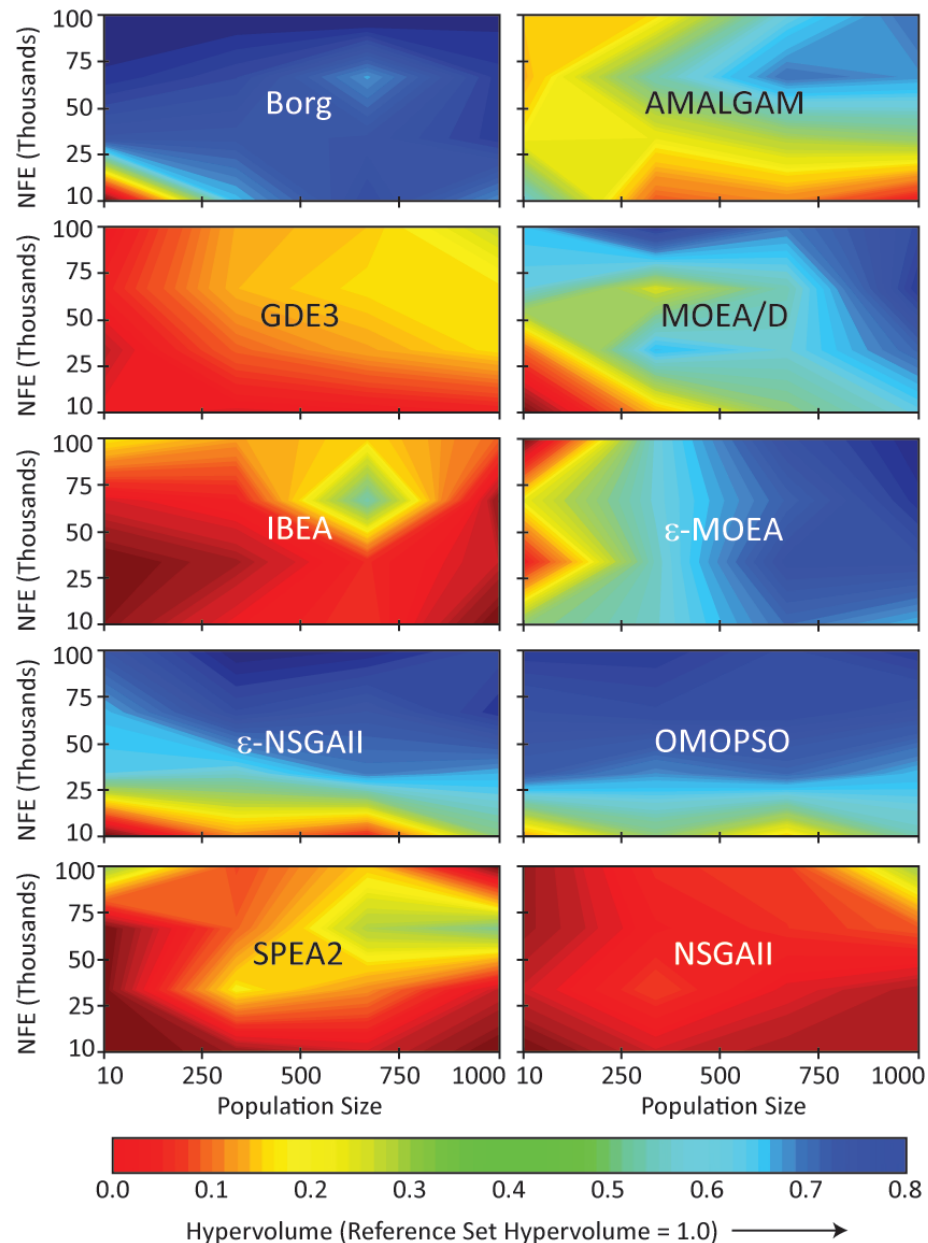 100
75
50
25
10
NFE (Thousands)
Borg
AMALGAM
100
75
50
25
10
NFE (Thousands)
GDE3
MOEA/D
100
75
50
25
10
NFE (Thousands)
IBEA
ε-MOEA
100
75
50
25
10
NFE (Thousands)
ε-NSGAII
OMOPSO
100
75
50
25
10
NFE (Thousands)
SPEA2
NSGAII
10 250 500 750 1000
Population Size
10 250 500 750 1000
Population Size
0.0 0.1 0.2 0.3 0.4 0.5 0.6 0.7 0.8
Hypervolume (Reference Set Hypervolume = 1.0)